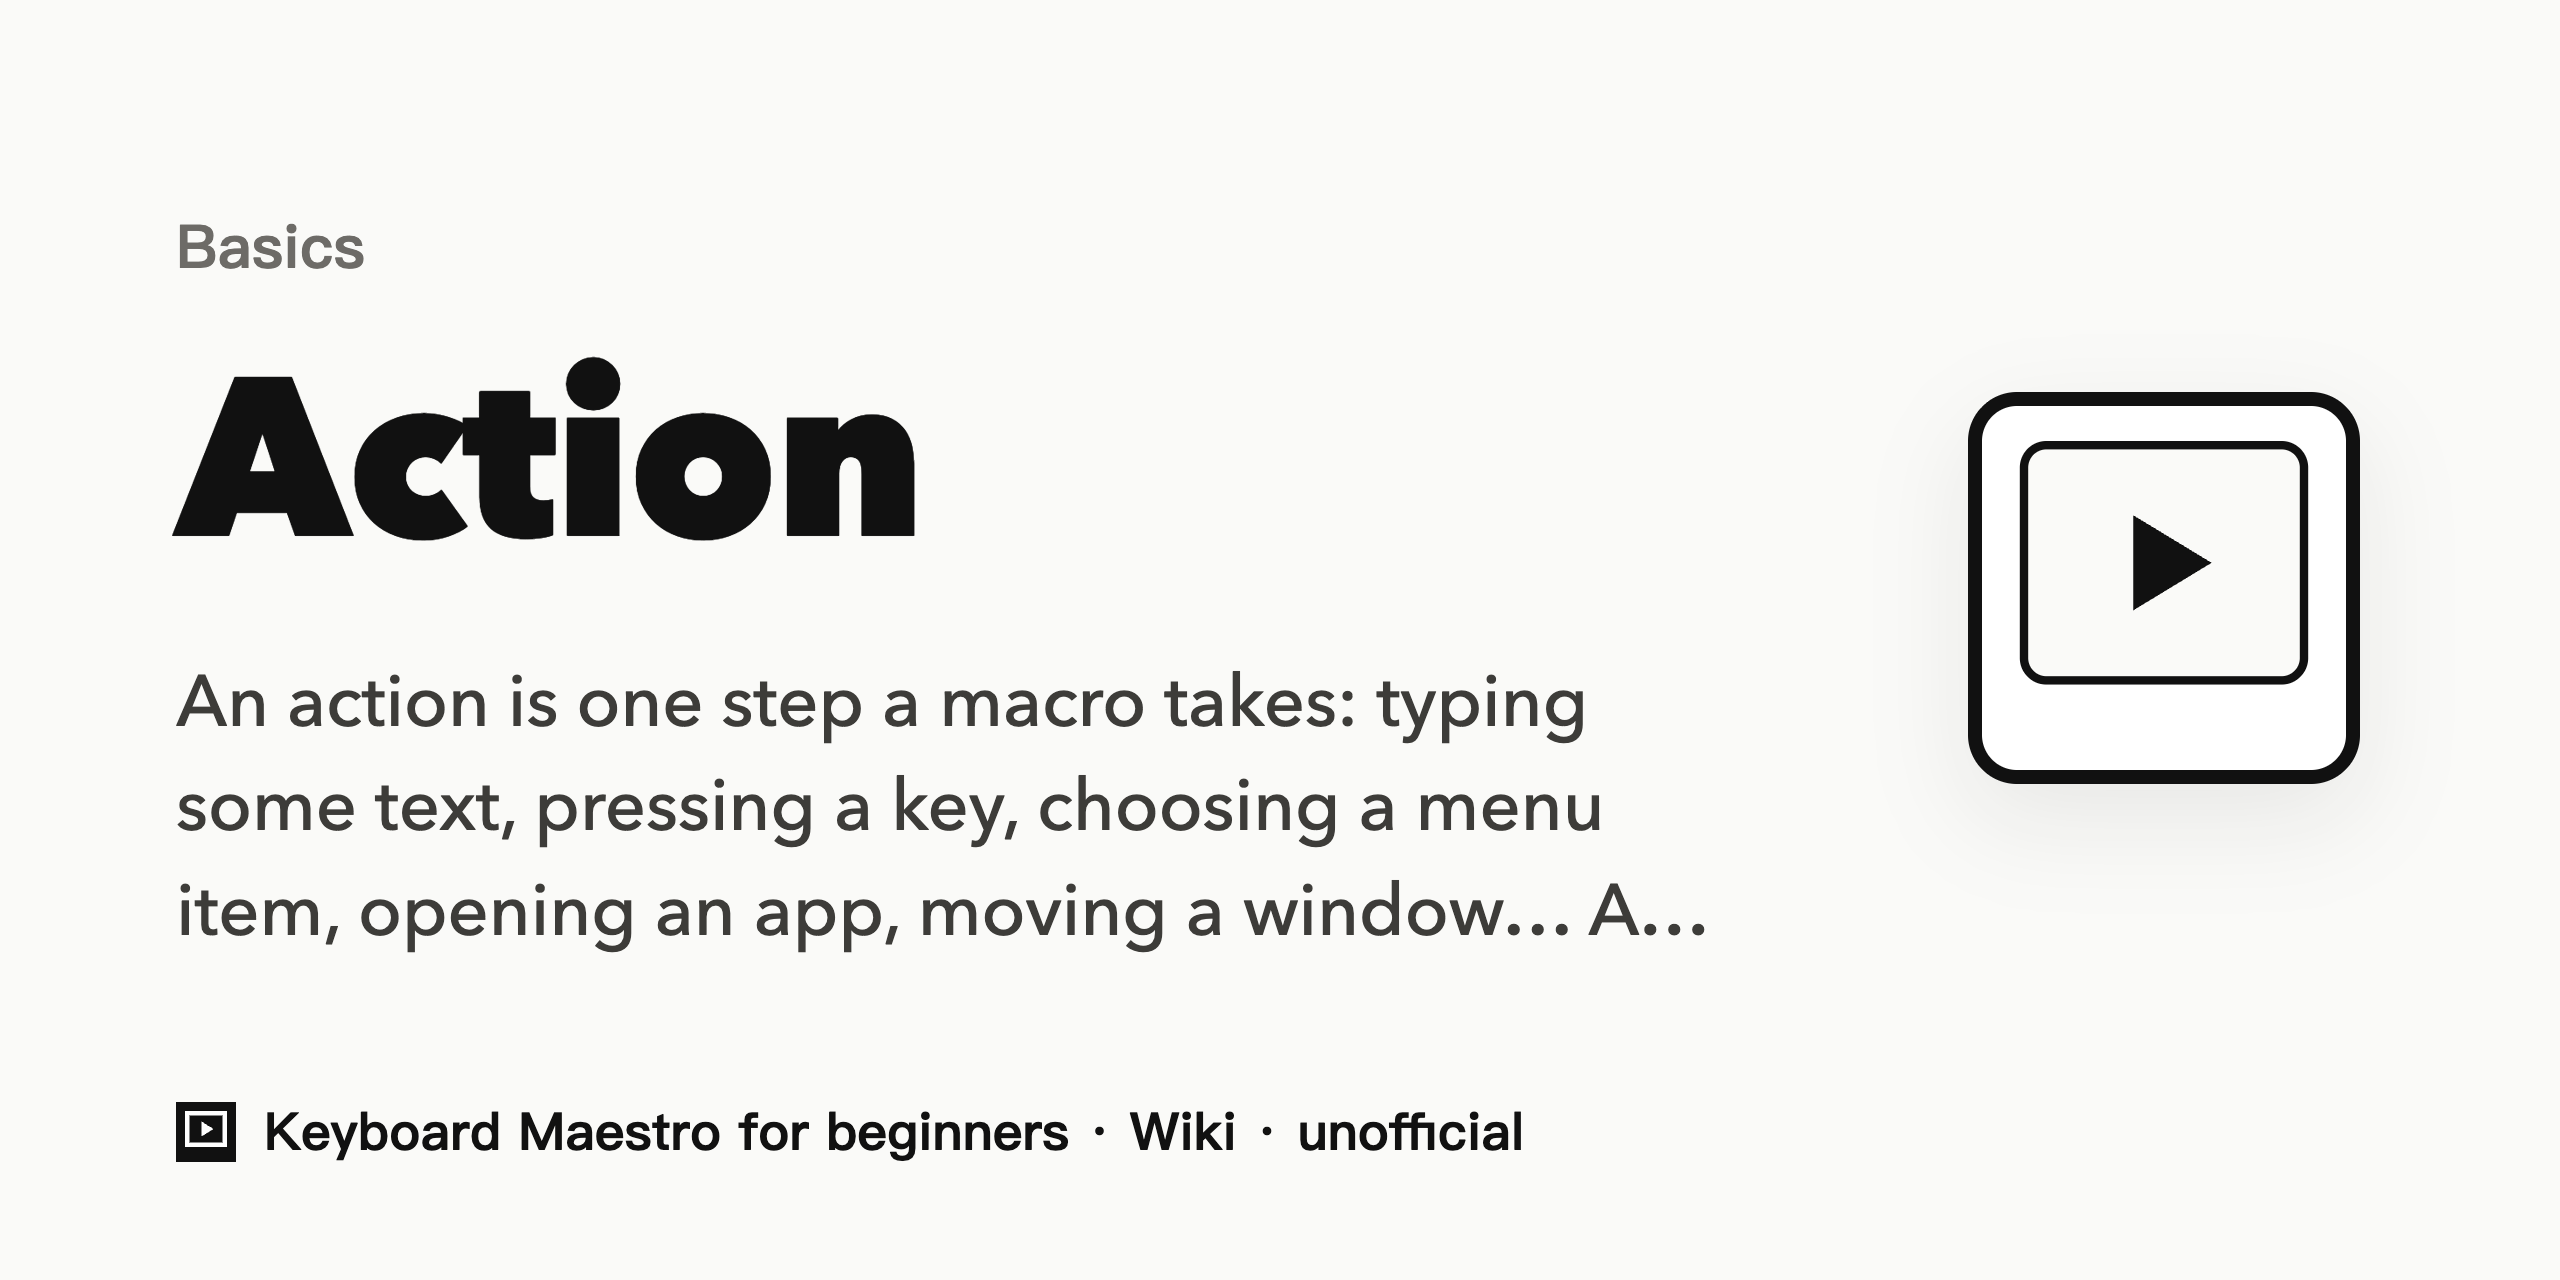 Basics
Action
An action is one step a macro takes: typing
some text, pressing a key, choosing a menu
item, opening an app, moving a window… A…
Keyboard Maestro for beginners · Wiki · unofficial